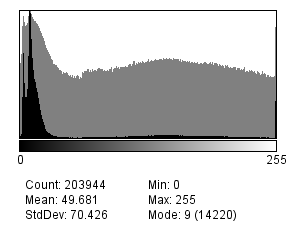 0 255
Count: 203944 Min: 0
Mean: 49.681 Max: 255
StdDev: 70.426 Mode: 9 (14220)